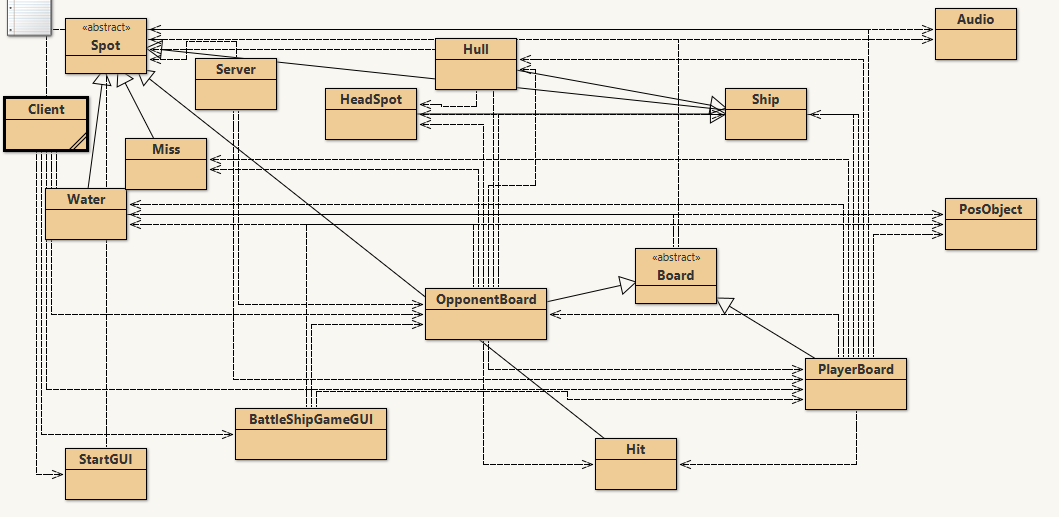 «abstract»
Spot
Audio
Hull
Server
HeadSpot
Ship
Client
Miss
Water
PosObject
«abstract»
Board
OpponentBoard
PlayerBoard
BattleShipGameGUI
Hit
StartGUI